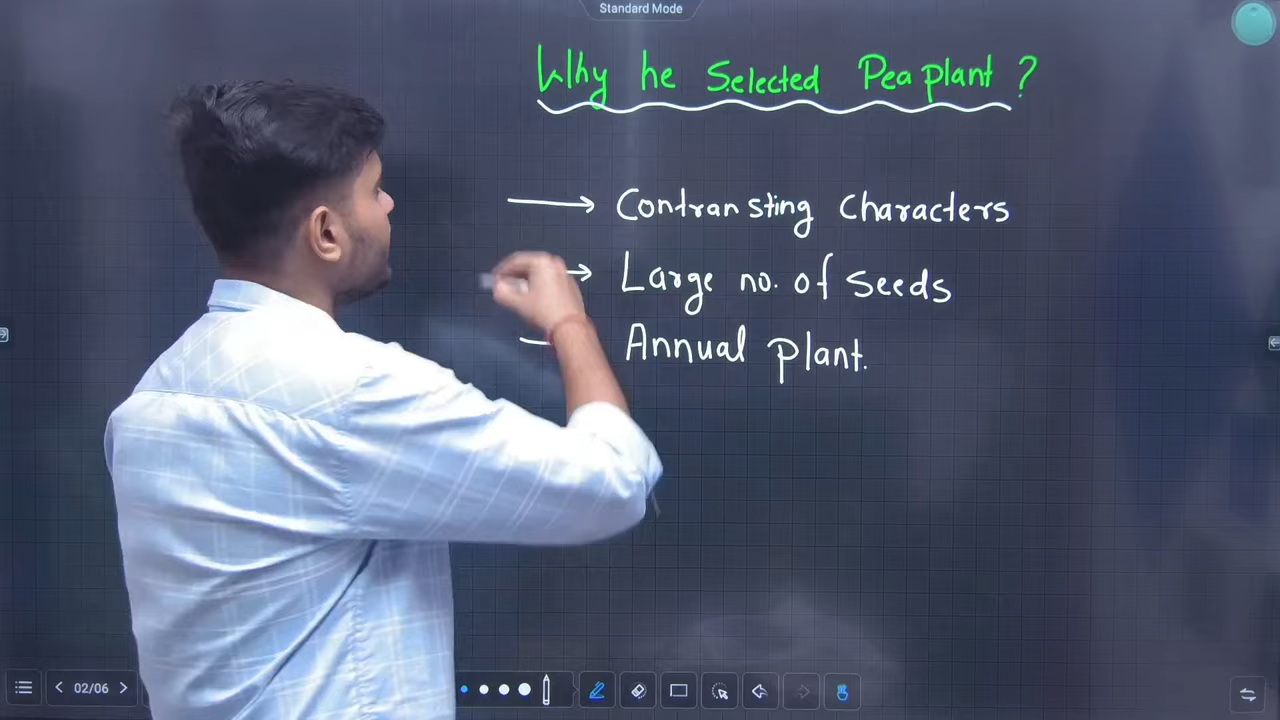 Standard Mode
Why he Selected Pea plant ?
→ Contransting Characters
→ Large no. of Seeds
Annual plant.
02/06